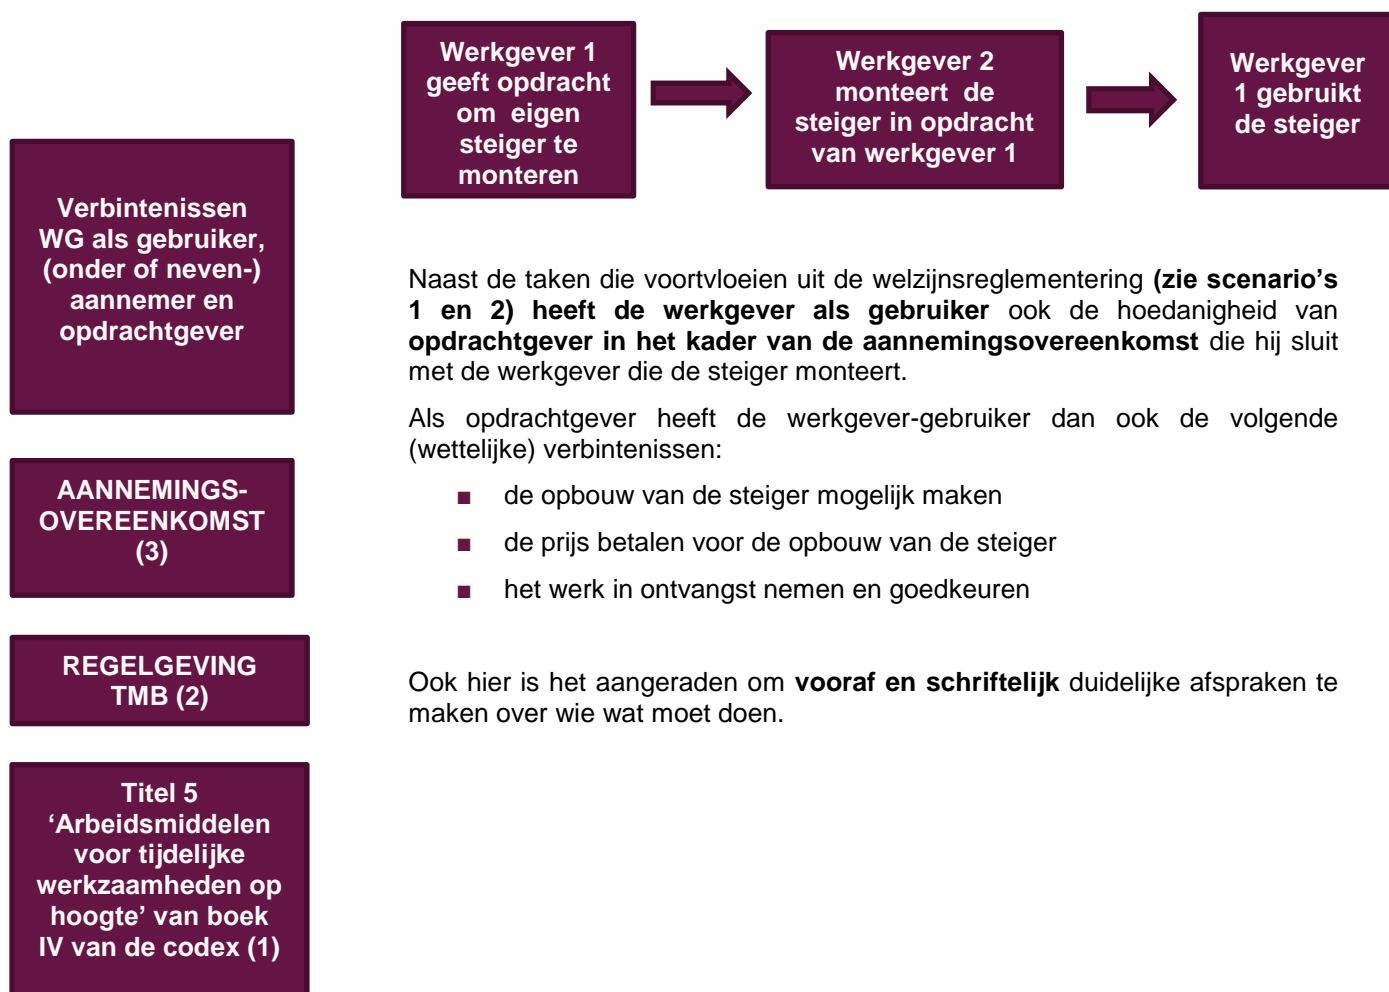 Werkgever 1
geeft opdracht
om eigen
steiger te
monteren
Werkgever 2
monteert de
steiger in opdracht
van werkgever 1
Werkgever
1 gebruikt
de steiger
Verbintenissen
WG als gebruiker,
(onder of neven-)
aannemer en
opdrachtgever
Naast de taken die voortvloeien uit de welzijnsreglementering (zie scenario’s
1 en 2) heeft de werkgever als gebruiker ook de hoedanigheid van
opdrachtgever in het kader van de aannemingsovereenkomst die hij sluit
met de werkgever die de steiger monteert.
Als opdrachtgever heeft de werkgever-gebruiker dan ook de volgende
(wettelijke) verbintenissen:
■ de opbouw van de steiger mogelijk maken
■ de prijs betalen voor de opbouw van de steiger
■ het werk in ontvangst nemen en goedkeuren
AANNEMINGS-
OVEREENKOMST
(3)
REGELGEVING
TMB (2)
Ook hier is het aangeraden om vooraf en schriftelijk duidelijke afspraken te
maken over wie wat moet doen.
Titel 5
‘Arbeidsmiddelen
voor tijdelijke
werkzaamheden op
hoogte’ van boek
IV van de codex (1)